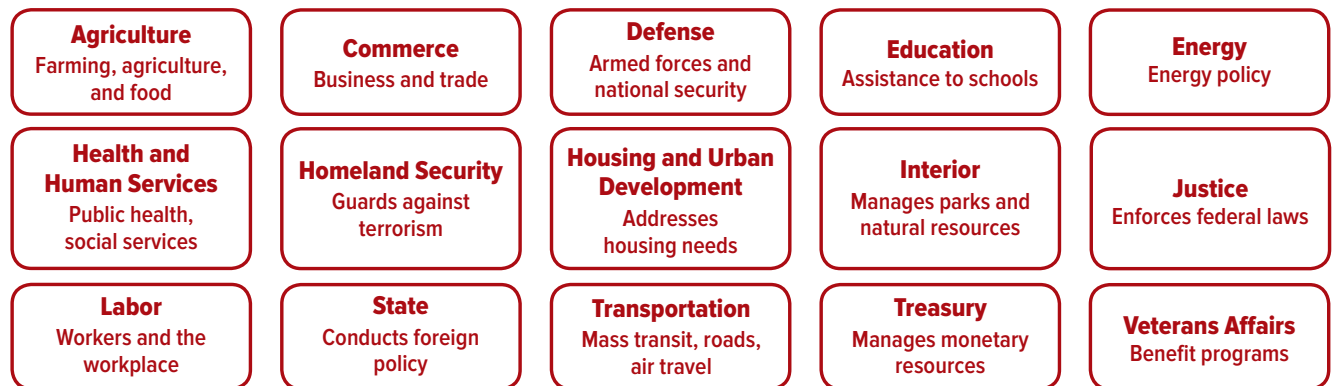 Agriculture
Farming, agriculture,
and food
Commerce
Business and trade
Defense
Armed forces and
national security
Education
Assistance to schools
Energy
Energy policy
Health and
Human Services
Public health,
social services
Homeland Security
Guards against
terrorism
Housing and Urban
Development
Addresses
housing needs
Interior
Manages parks and
natural resources
Justice
Enforces federal laws
Labor
Workers and the
workplace
State
Conducts foreign
policy
Transportation
Mass transit, roads,
air travel
Treasury
Manages monetary
resources
Veterans Affairs
Benefit programs